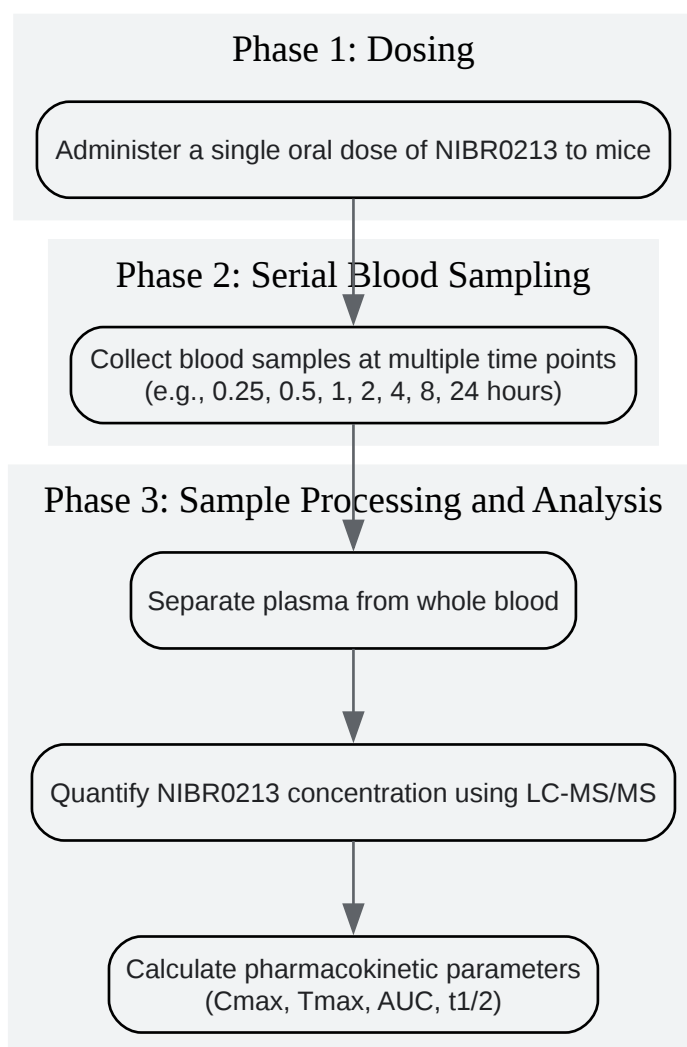 Phase 1: Dosing
Administer a single oral dose of NIBR0213 to mice
Phase 2: Serial Blood Sampling
Collect blood samples at multiple time points
(e.g., 0.25, 0.5, 1, 2, 4, 8, 24 hours)
Phase 3: Sample Processing and Analysis
Separate plasma from whole blood
Quantify NIBR0213 concentration using LC-MS/MS
Calculate pharmacokinetic parameters
(Cmax, Tmax, AUC, t1/2)